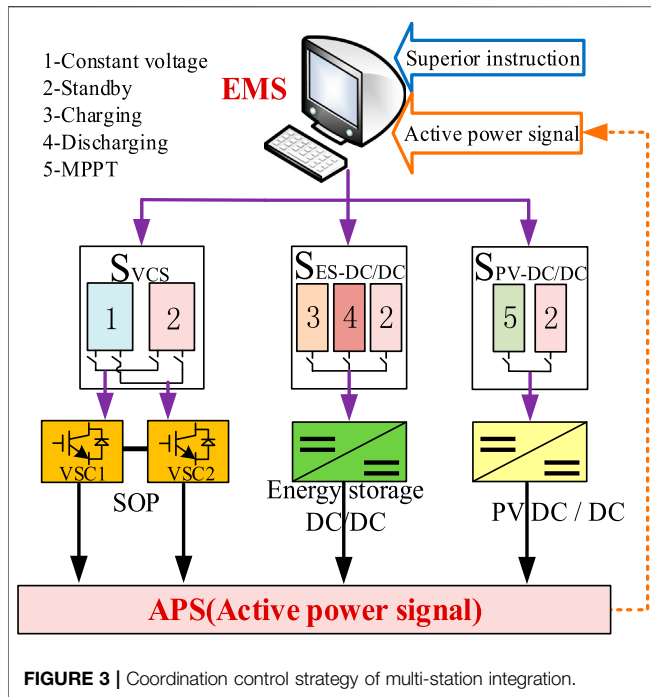 1-Constant voltage
2-Standby
3-Charging
4-Discharging
5-MPPT
EMS
Superior instruction
Active power signal
SVCS
SES-DC/DC
SPV-DC/DC
1
2
3
4
2
5
2
VSC1
VSC2
SOP
Energy storage
DC/DC
PV DC / DC
APS(Active power signal)
FIGURE 3 | Coordination control strategy of multi-station integration.